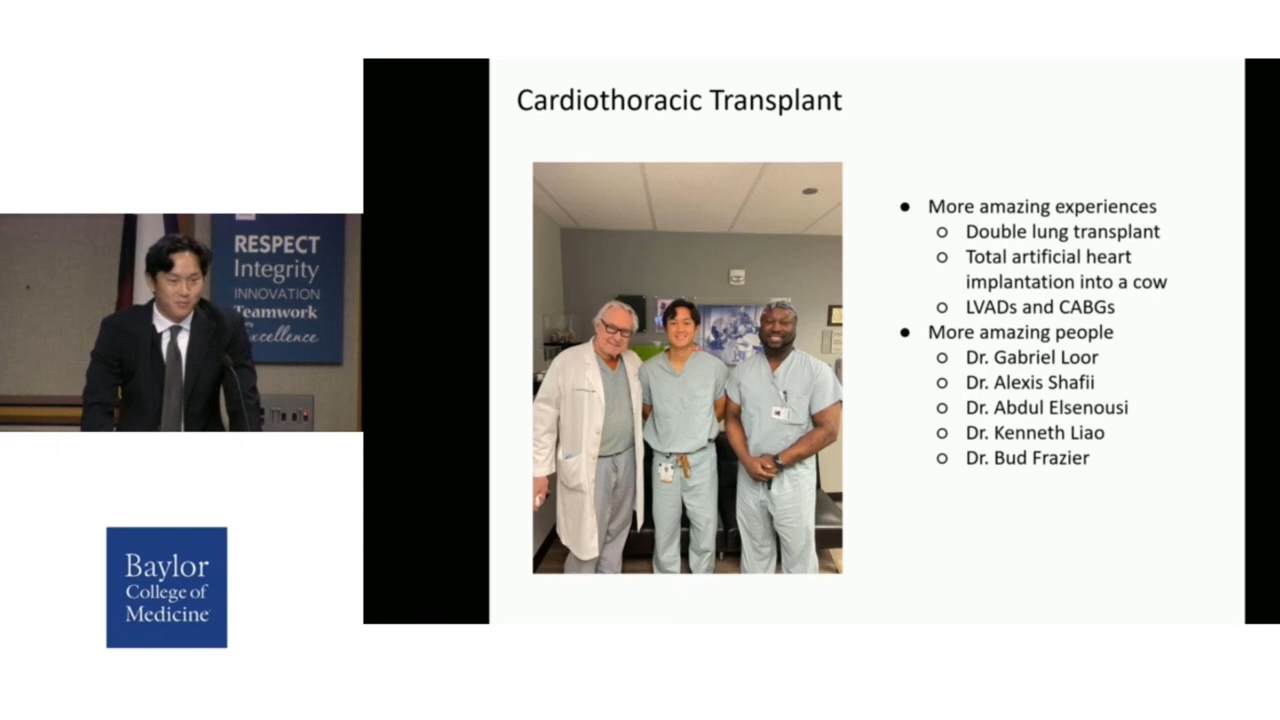 Cardiothoracic Transplant
● More amazing experiences
○ Double lung transplant
○ Total artificial heart
implantation into a cow
○ LVADs and CABGs
● More amazing people
○ Dr. Gabriel Loor
○ Dr. Alexis Shafii
○ Dr. Abdul Elsenousi
○ Dr. Kenneth Liao
○ Dr. Bud Frazier
RESPECT
Integrity
INNOVATION
Teamwork
Excellence
Baylor
College of
Medicine